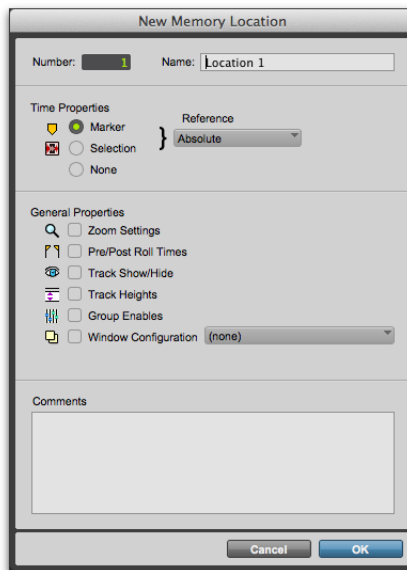 New Memory Location
Number: 1 Name: Location 1
Time Properties
Reference
Marker
Absolute
Selection
None
General Properties
Zoom Settings
Pre/Post Roll Times
Track Show/Hide
Track Heights
Group Enables
Window Configuration (none)
Comments
Cancel OK